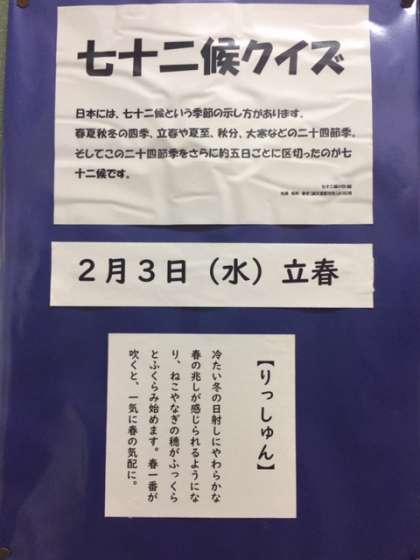 七十二候クイズ
日本には、七十二候という季節の示し方があります。
春夏秋冬の四季、立春や夏至、秋分、大寒などの二十四節季。
そしてこの二十四節季をさらに約五日ごとに区切ったのが七
十二候です。
２月３日（水）立春
【りっしゅん】
冷たい冬の日射しにやわらかな
春の兆しが感じられるようにな
り、ねこやなぎの穂がふっくら
とふくらみ始めます。春一番が
吹くと、一気に春の気配に。